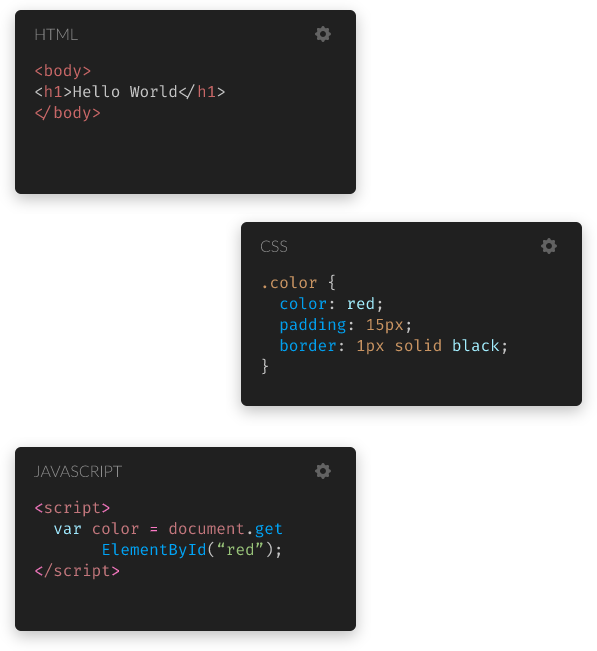 HTML
<body>
<h1>Hello World</h1>
</body>
CSS
.color {
  color: red;
  padding: 15px;
  border: 1px solid black;
}
JAVASCRIPT
<script>
  var color = document.get
       ElementById(“red”);
</script>